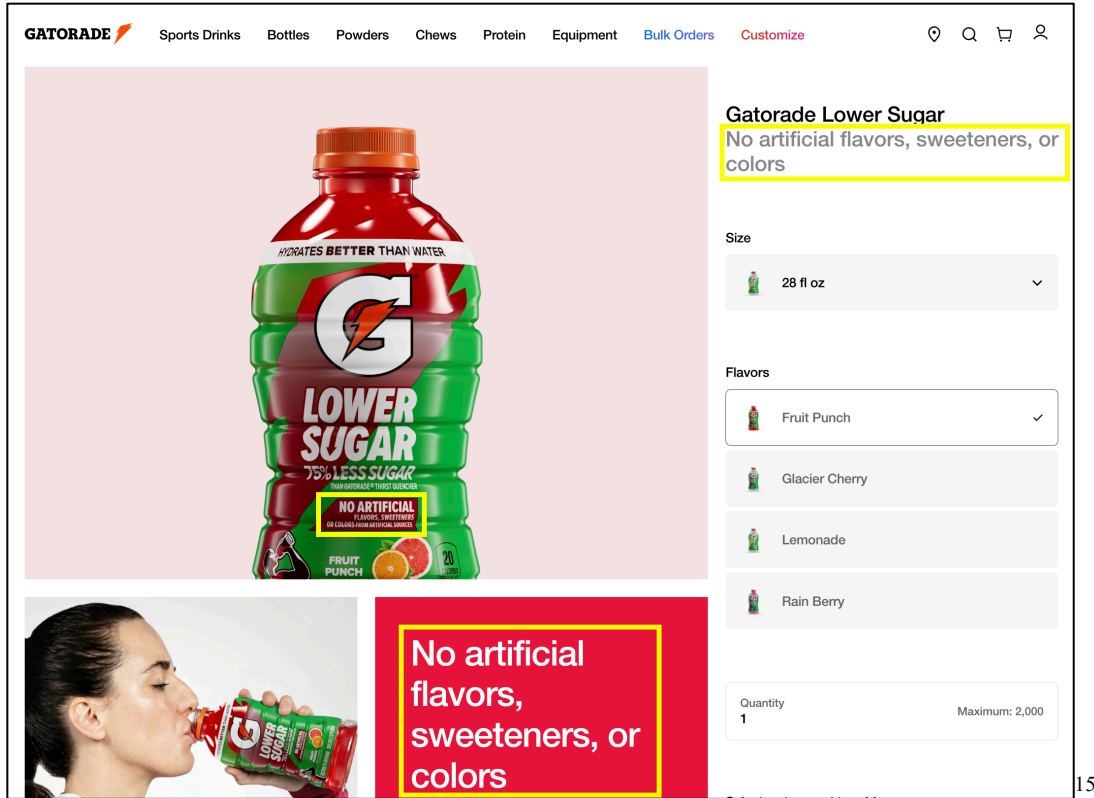 GATORADE
Sports Drinks Bottles Powders Chews Protein Equipment Bulk Orders Customize
Gatorade Lower Sugar
No artificial flavors, sweeteners, or
colors
HYDRATES BETTER THAN WATER
G
LOWER
SUGAR
75% LESS SUGAR
THAN GATORADE® THIRST QUENCHER
NO ARTIFICIAL
FLAVORS, SWEETENERS
OR COLORS FROM ARTIFICIAL SOURCES
FRUIT
PUNCH
20
Size
28 fl oz
Flavors
Fruit Punch
Glacier Cherry
Lemonade
Rain Berry
G
LOWER
SUGAR
No artificial
flavors,
sweeteners, or
colors
Quantity
1
Maximum: 2,000
15